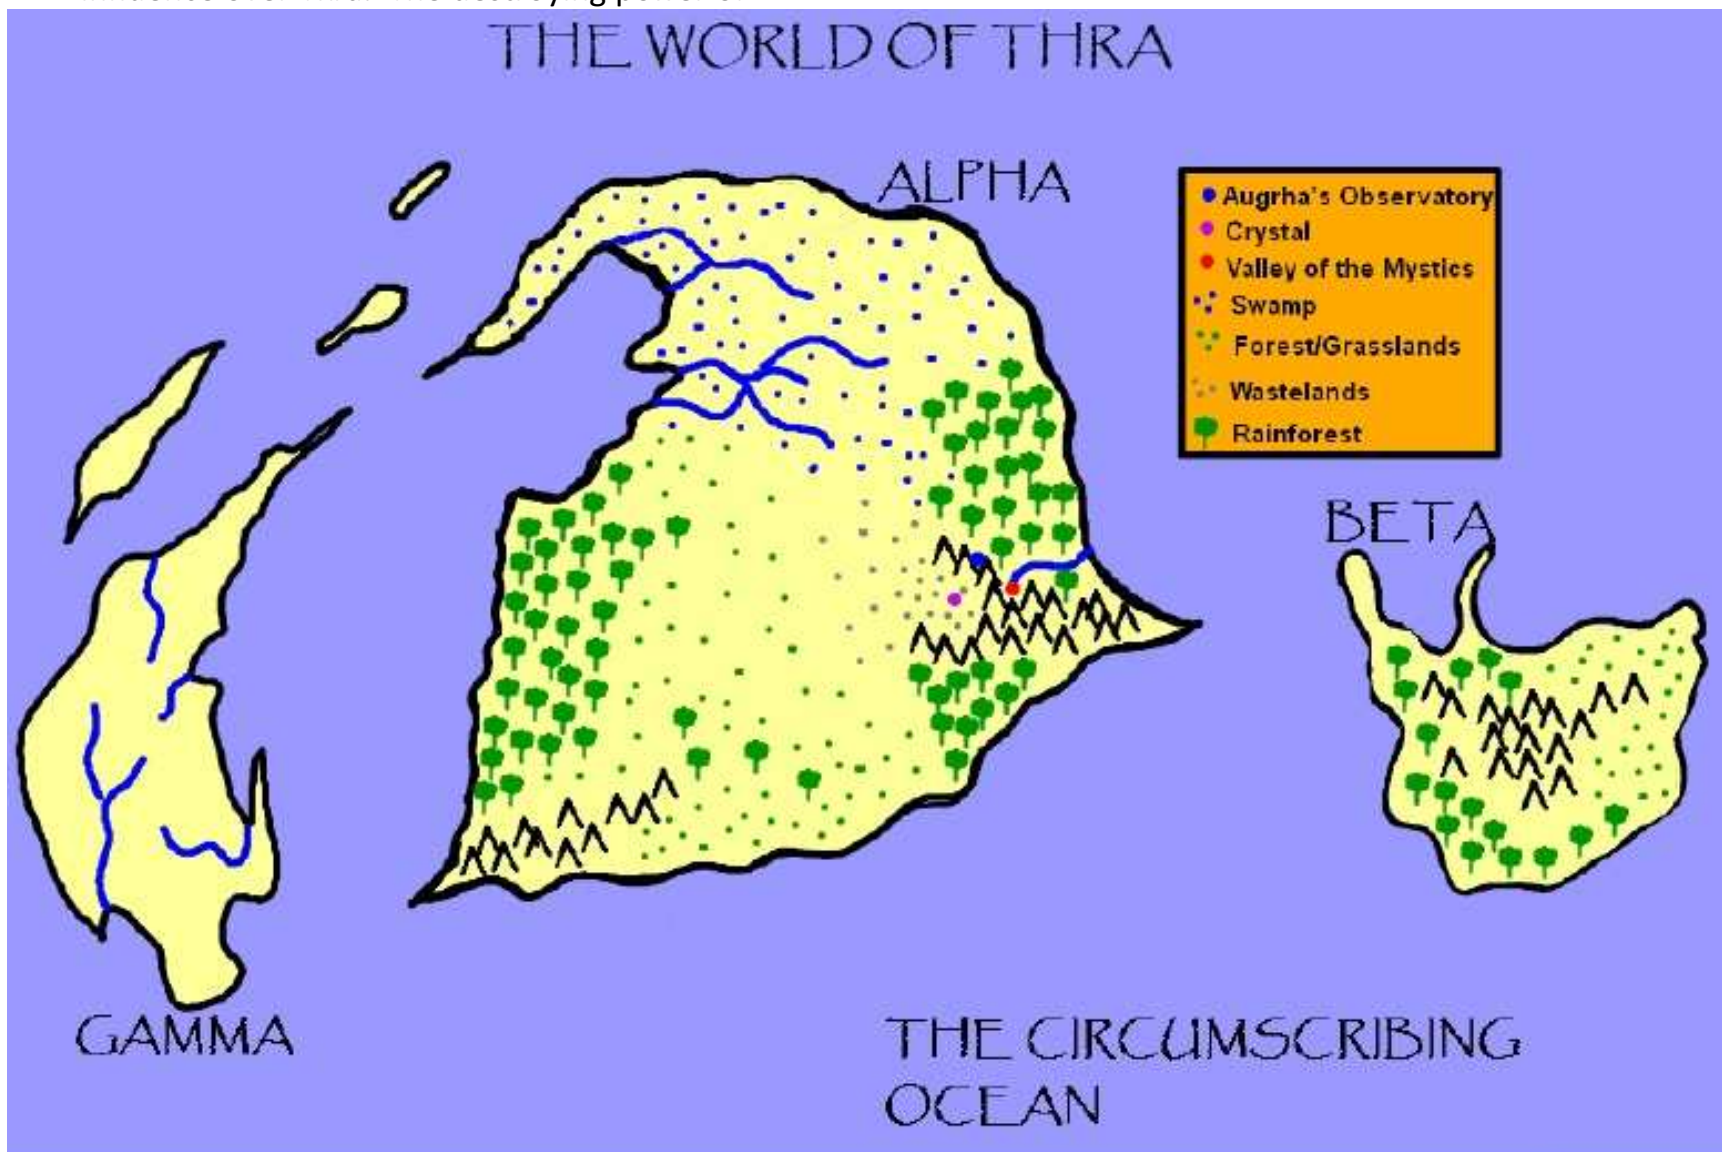 THE WORLD OF THRA
ALPHA
Augrha's Observatory
Crystal
Valley of the Mystics
Swamp
Forest/Grasslands
Wastelands
Rainforest
BETA
GAMMA
THE CIRCUMSCRIBING
OCEAN